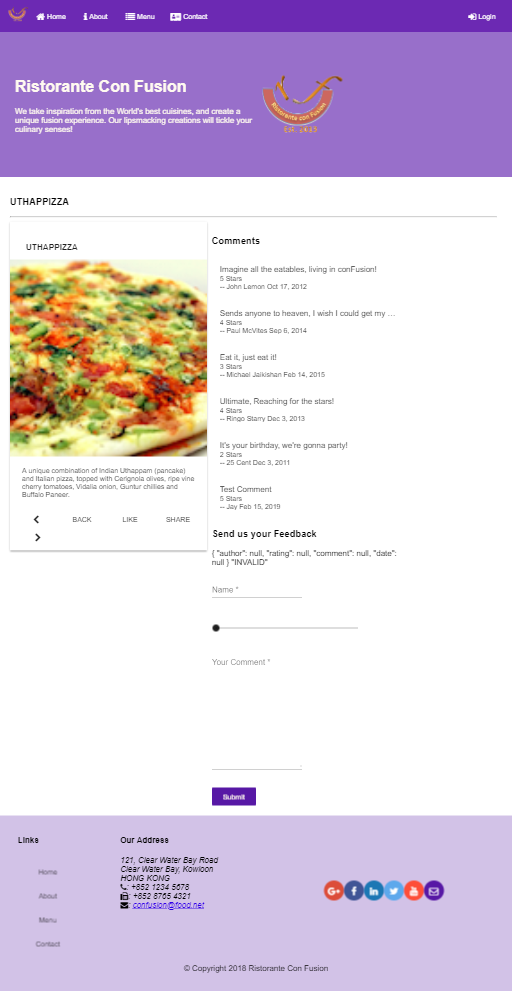 Home About Menu Contact Login
Ristorante Con Fusion
We take inspiration from the World's best cuisines, and create a
unique fusion experience. Our lipsmacking creations will tickle your
culinary senses!
Ristorante con Fusion
Est. 2013
UTHAPPIZZA
UTHAPPIZZA
A unique combination of Indian Uthappam (pancake)
and Italian pizza, topped with Cerignola olives, ripe vine
cherry tomatoes, Vidalia onion, Guntur chillies and
Buffalo Paneer.
BACK LIKE SHARE
Comments
Imagine all the eatables, living in conFusion!
5 Stars
-- John Lemon Oct 17, 2012
Sends anyone to heaven, I wish I could get my ...
4 Stars
-- Paul McVites Sep 6, 2014
Eat it, just eat it!
3 Stars
-- Michael Jaikishan Feb 14, 2015
Ultimate, Reaching for the stars!
4 Stars
-- Ringo Starry Dec 3, 2013
It's your birthday, we're gonna party!
2 Stars
-- 25 Cent Dec 3, 2011
Test Comment
5 Stars
-- Jay Feb 15, 2019
Send us your Feedback
{ "author": null, "rating": null, "comment": null, "date":
null } "INVALID"
Name *
Your Comment *
Submit
Links
Home
About
Menu
Contact
Our Address
121, Clear Water Bay Road
Clear Water Bay, Kowloon
HONG KONG
: +852 1234 5678
: +852 8765 4321
: confusion@food.net
© Copyright 2018 Ristorante Con Fusion